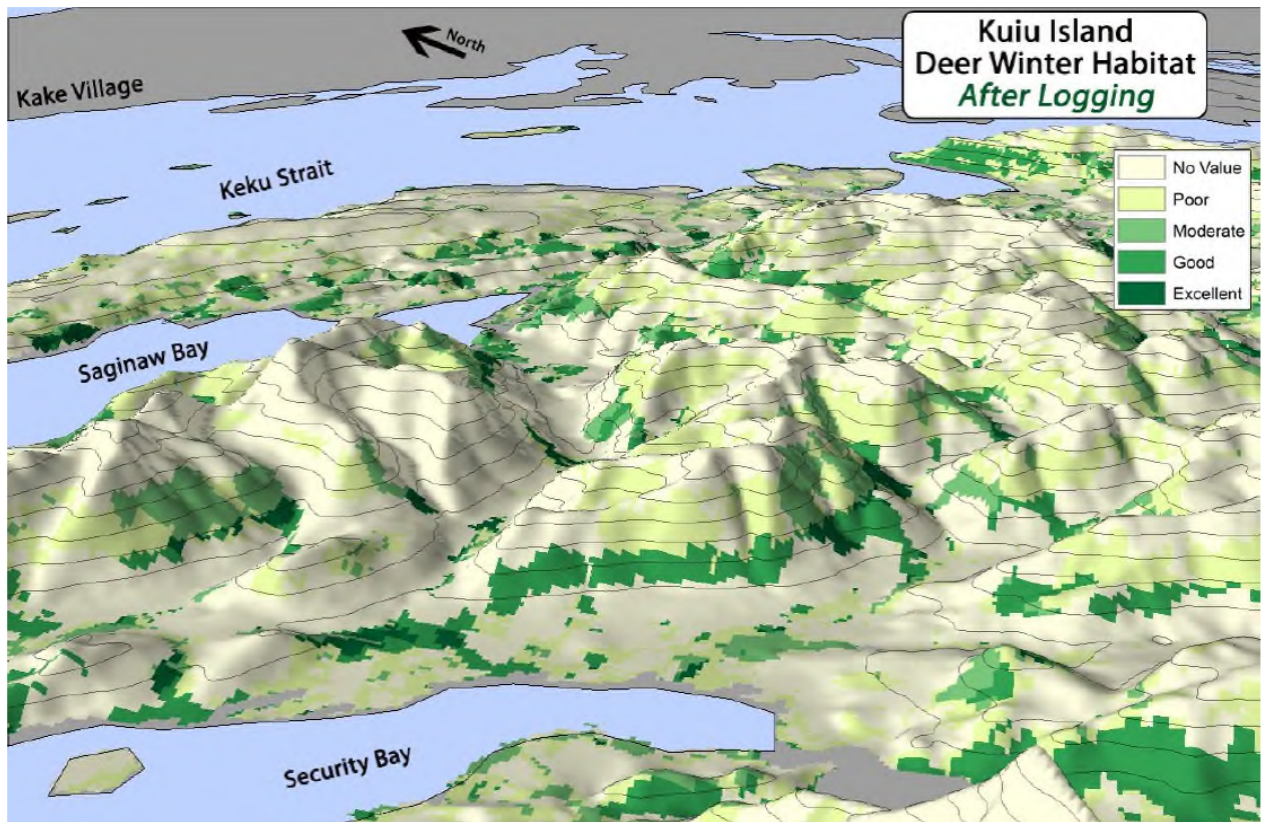 Kuiu Island
Deer Winter Habitat
After Logging
North
Kake Village
Keku Strait
No Value
Poor
Moderate
Good
Excellent
Saginaw Bay
Security Bay